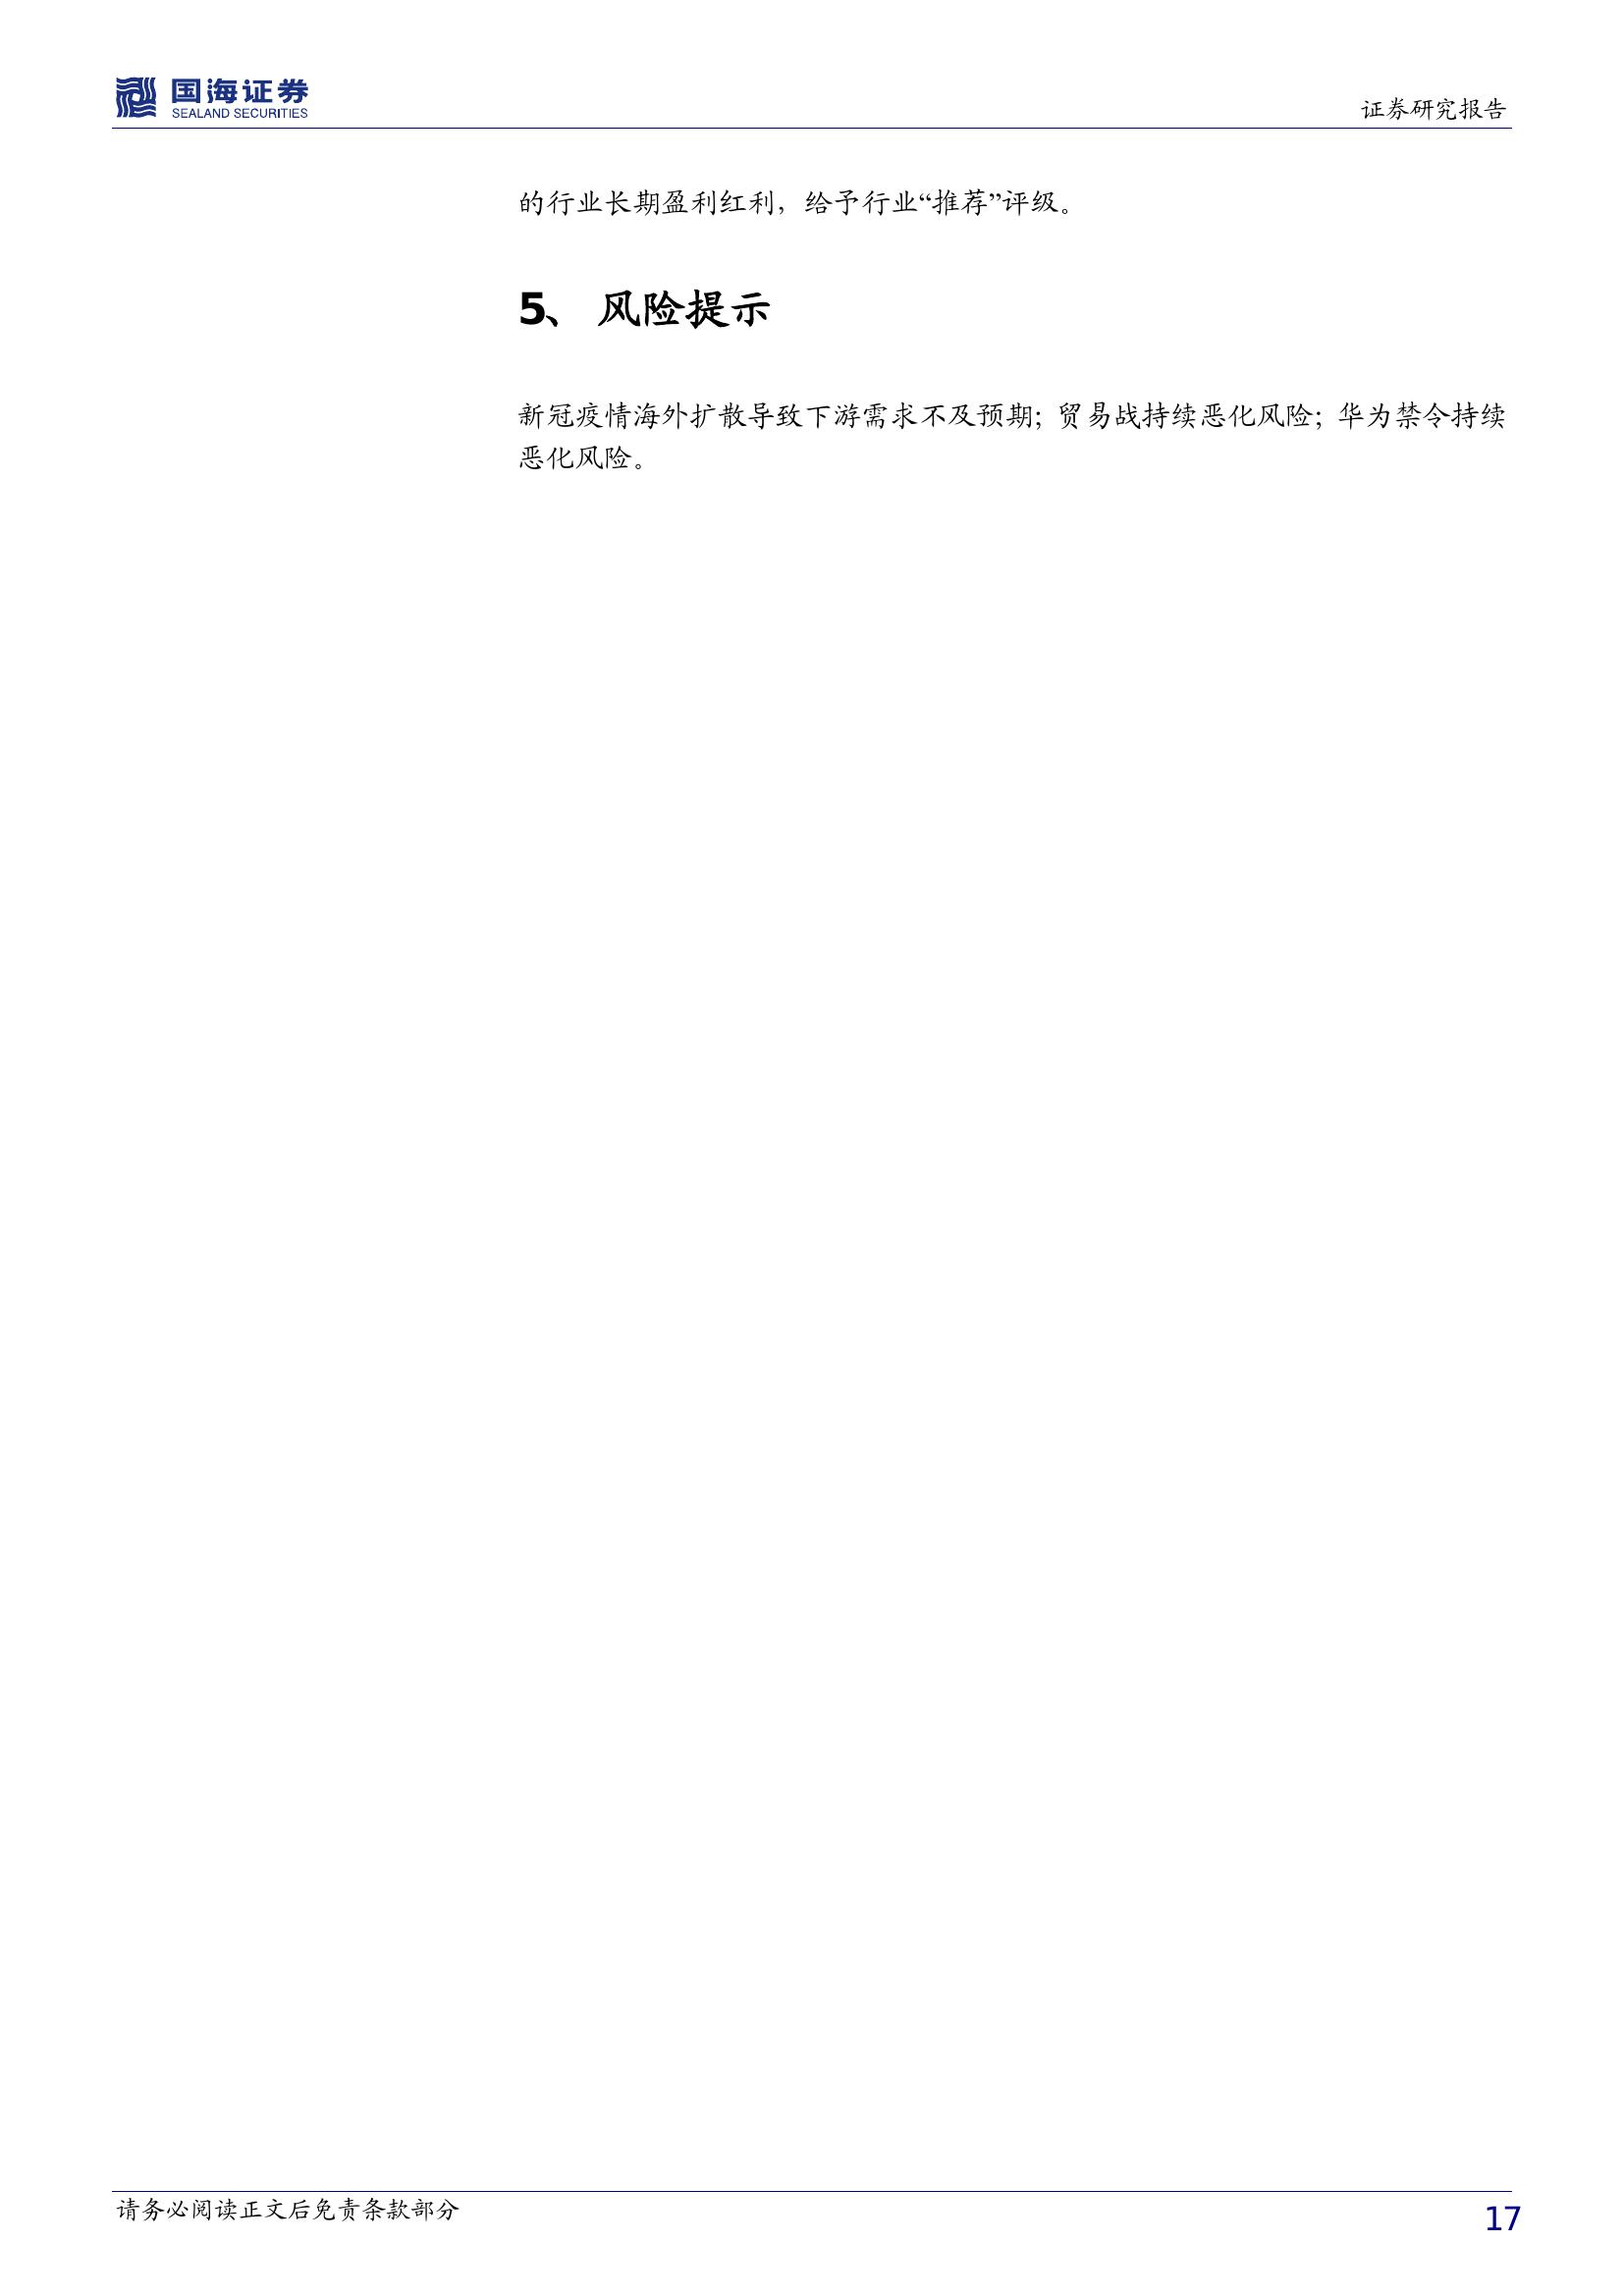 国海证券
SEALAND SECURITIES
证券研究报告
的行业长期盈利红利，给予行业“推荐”评级。
5、 风险提示
新冠疫情海外扩散导致下游需求不及预期；贸易战持续恶化风险；华为禁令持续
恶化风险。
请务必阅读正文后免责条款部分
17